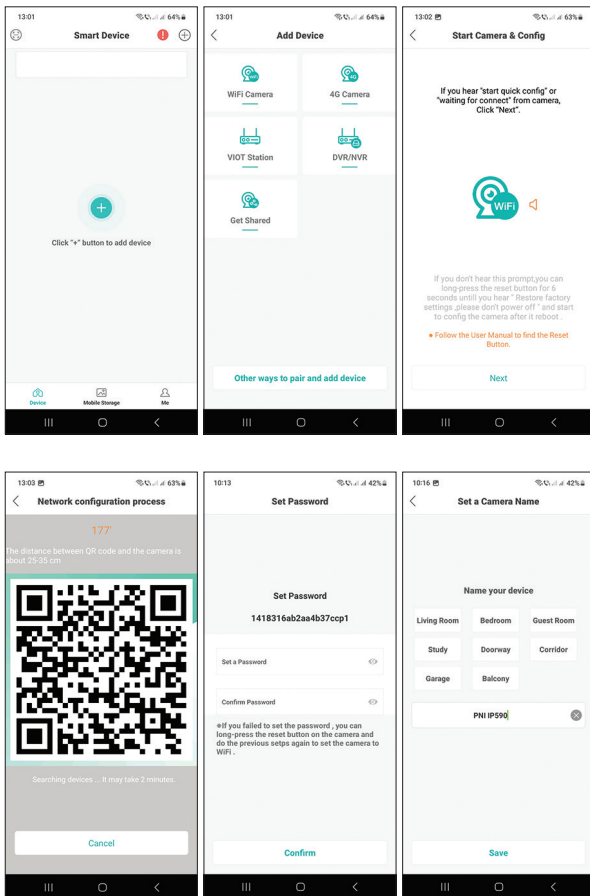 13:01
64%
Smart Device
Click "+" button to add device
Device
Mobile Storage
Me
13:01
64%
Add Device
WiFi
WiFi Camera
4G
4G Camera
VIOT Station
DVR/NVR
Get Shared
Other ways to pair and add device
13:02
63%
Start Camera & Config
If you hear "start quick config" or
"waiting for connect" from camera,
Click "Next".
WiFi
If you don't hear this prompt,you can
long-press the reset button for 6
seconds untill you hear " Restore factory
settings ,please don't power off " and start
to config the camera after it reboot .
● Follow the User Manual to find the Reset
Button.
Next
13:03
63%
Network configuration process
177'
The distance between QR code and the camera is
about 25-35 cm
Searching devices ... It may take 2 minutes.
Cancel
10:13
42%
Set Password
Set Password
1418316ab2aa4b37ccp1
Set a Password
Confirm Password
※If you failed to set the password , you can
long-press the reset button on the camera and
do the previous setps again to set the camera to
WiFi .
Confirm
10:16
42%
Set a Camera Name
Name your device
Living Room
Bedroom
Guest Room
Study
Doorway
Corridor
Garage
Balcony
PNI IP590
Save